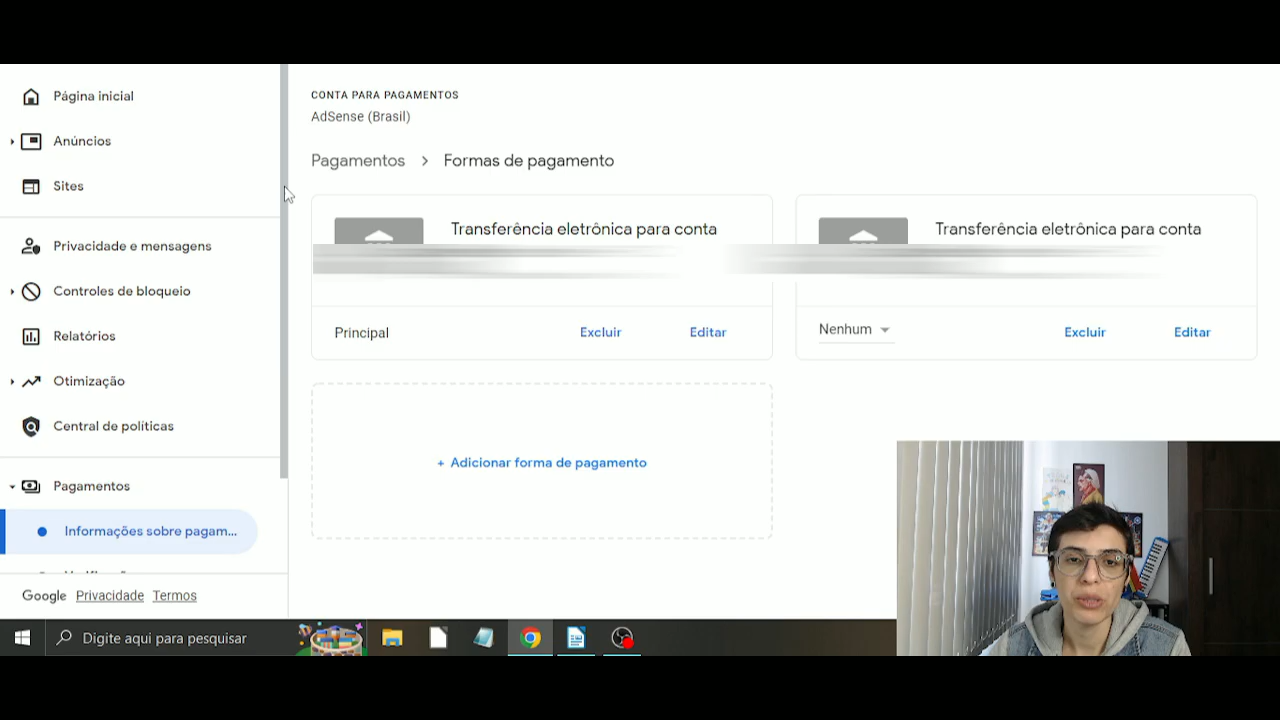 Página inicial
Anúncios
Sites
Privacidade e mensagens
Controles de bloqueio
Relatórios
Otimização
Central de políticas
Pagamentos
Informações sobre pagam...
Google Privacidade Termos
CONTA PARA PAGAMENTOS
AdSense (Brasil)
Pagamentos > Formas de pagamento
Transferência eletrônica para conta
Principal Excluir Editar
Transferência eletrônica para conta
Nenhum Excluir Editar
+ Adicionar forma de pagamento
Digite aqui para pesquisar